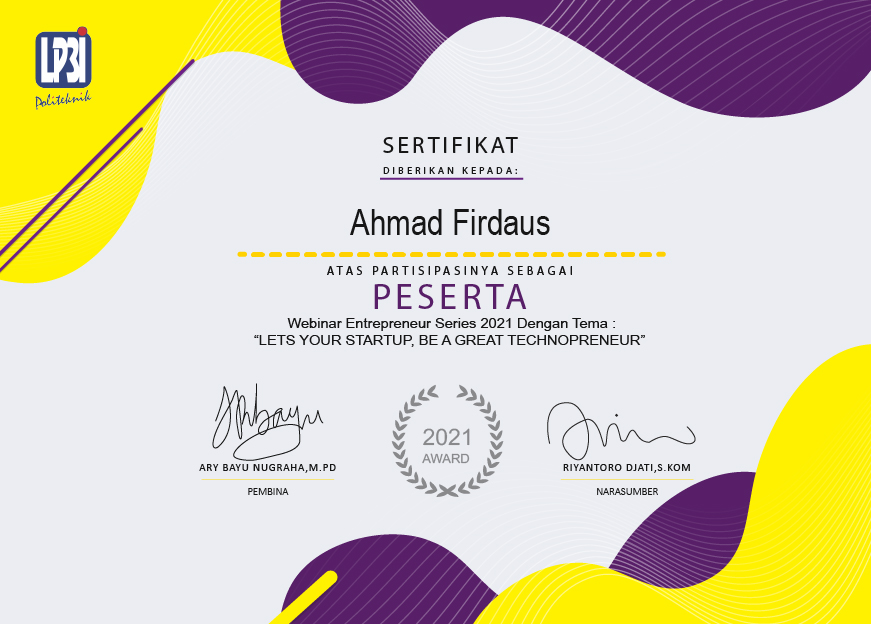 LP3I
Politeknik
SERTIFIKAT
DIBERIKAN KEPADA:
Ahmad Firdaus
ATAS PARTISIPASINYA SEBAGAI
PESERTA
Webinar Entrepreneur Series 2021 Dengan Tema :
“LETS YOUR STARTUP, BE A GREAT TECHNOPRENEUR”
2021
AWARD
ARY BAYU NUGRAHA,M.PD
PEMBINA
RIYANTORO DJATI,S.KOM
NARASUMBER